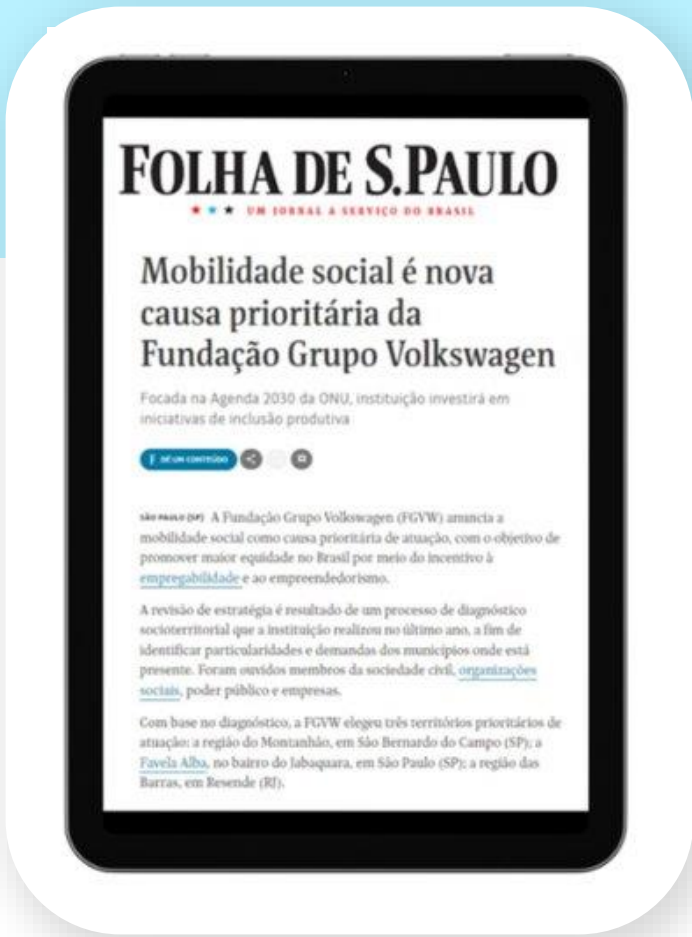 FOLHA DE S.PAULO
★ ★ ★ UM JORNAL A SERVIÇO DO BRASIL
Mobilidade social é nova
causa prioritária da
Fundação Grupo Volkswagen
Focada na Agenda 2030 da ONU, instituição investirá em
iniciativas de inclusão produtiva
DÊ UM CONTEÚDO
SÃO PAULO (SP) A Fundação Grupo Volkswagen (FGVW) anuncia a
mobilidade social como causa prioritária de atuação, com o objetivo de
promover maior equidade no Brasil por meio do incentivo à
empregabilidade e ao empreendedorismo.
A revisão de estratégia é resultado de um processo de diagnóstico
socioterritorial que a instituição realizou no último ano, a fim de
identificar particularidades e demandas dos municípios onde está
presente. Foram ouvidos membros da sociedade civil, organizações
sociais, poder público e empresas.
Com base no diagnóstico, a FGVW elegeu três territórios prioritários de
atuação: a região do Montanhão, em São Bernardo do Campo (SP); a
Favela Alba, no bairro do Jabaquara, em São Paulo (SP); a região das
Barras, em Resende (RJ).